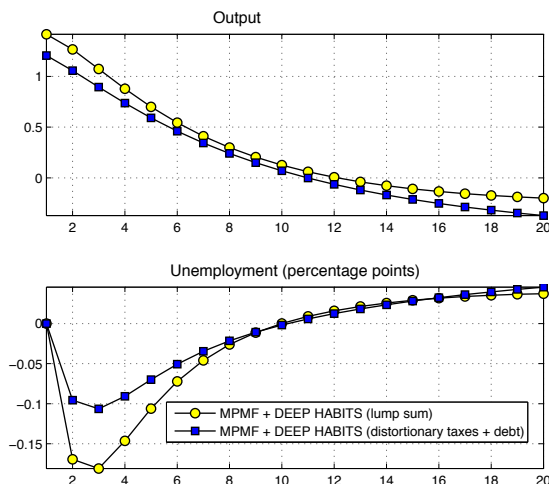 Output
1
0.5
0
2 4 6 8 10 12 14 16 18 20
Unemployment (percentage points)
0
−0.05
−0.1
−0.15
MPMF + DEEP HABITS (lump sum)
MPMF + DEEP HABITS (distortionary taxes + debt)
2 4 6 8 10 12 14 16 18 20